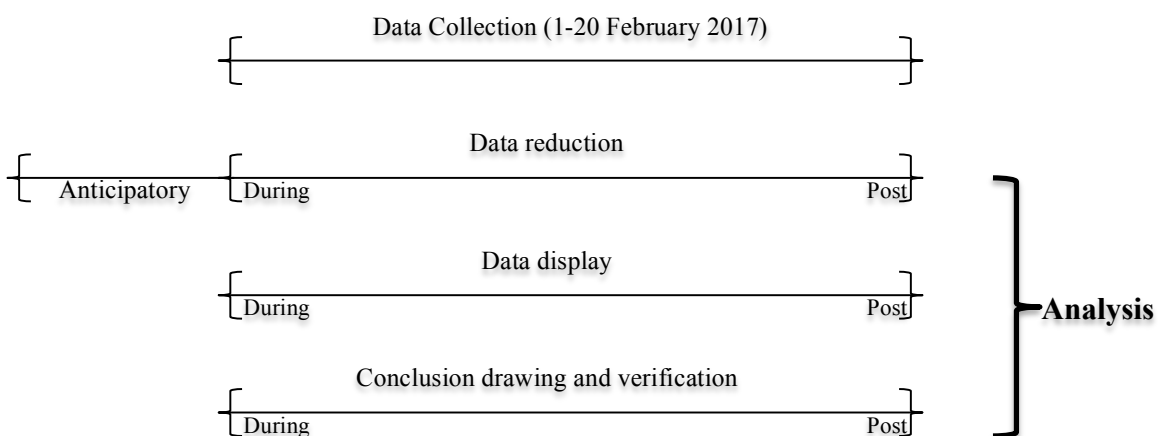 Data Collection (1-20 February 2017)
Data reduction
Anticipatory During Post
Data display
During Post
Analysis
Conclusion drawing and verification
During Post